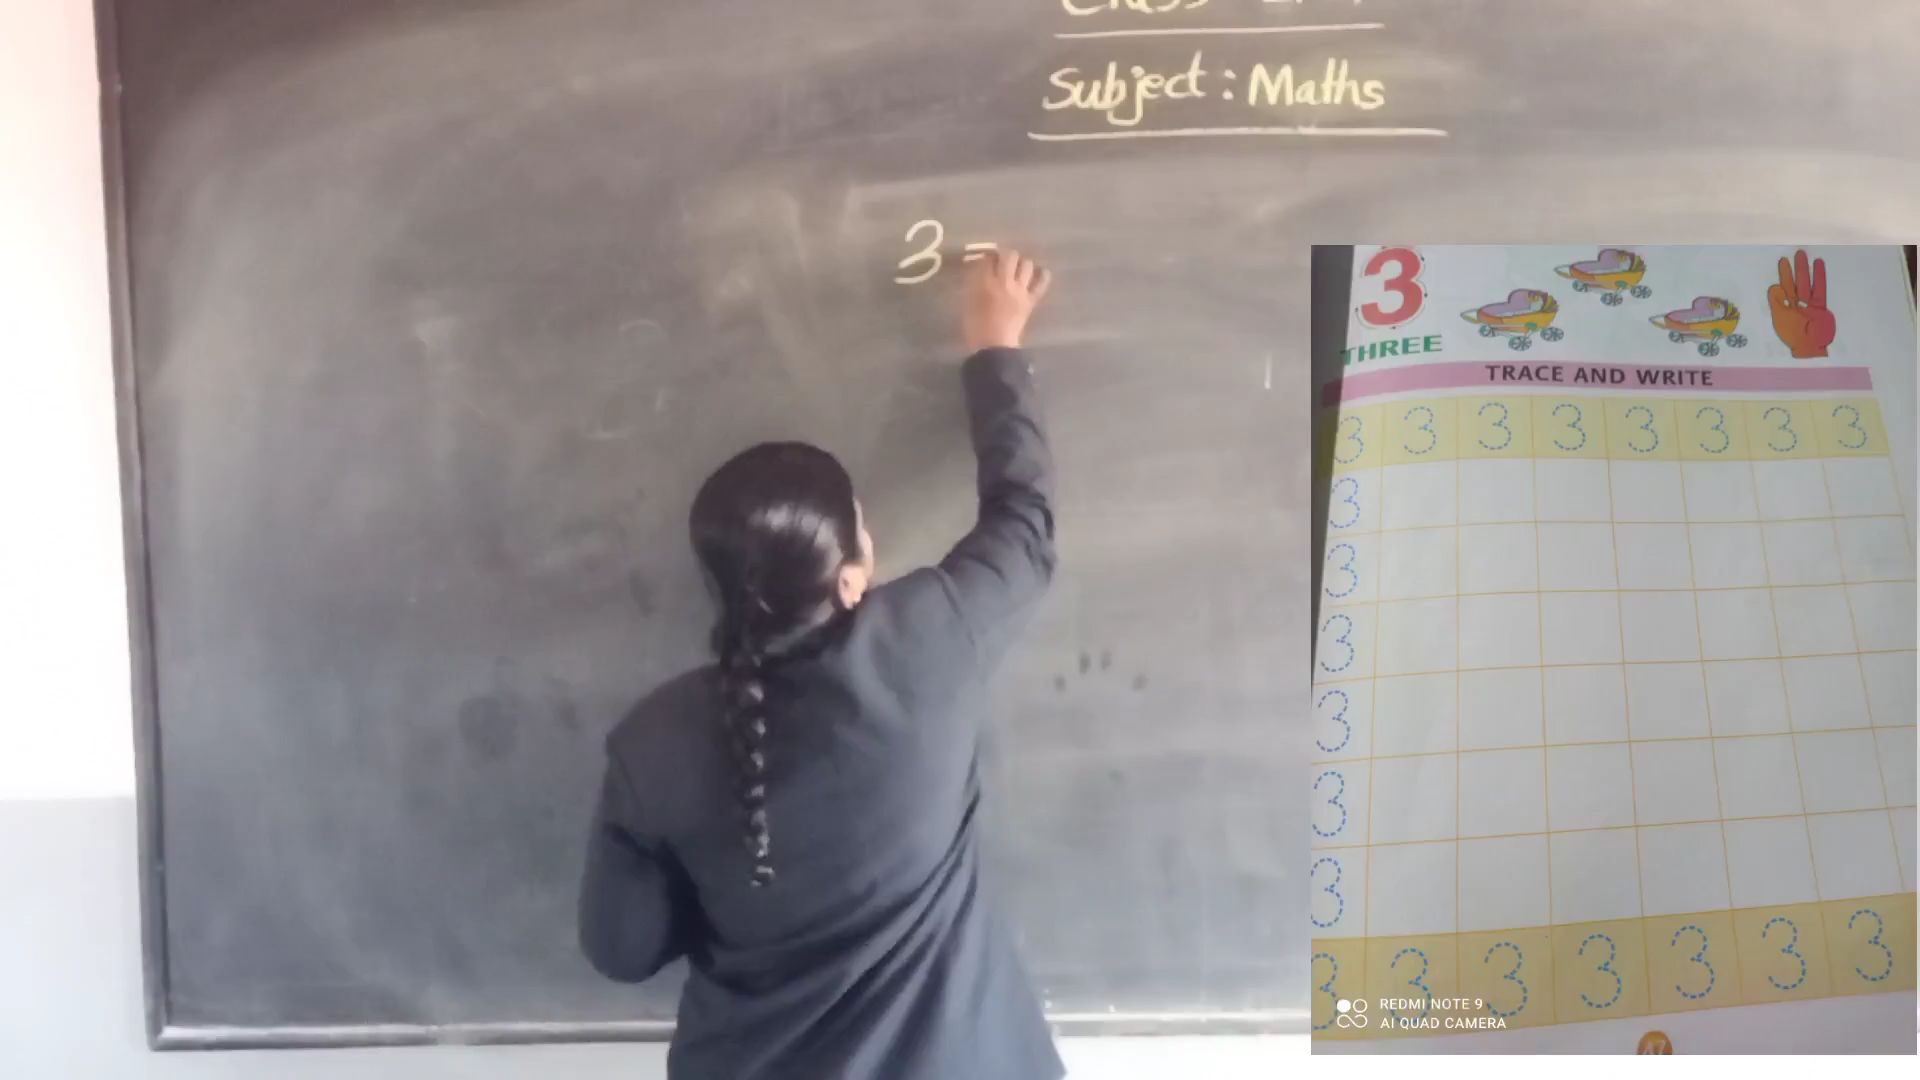 Subject : Maths
3 =
3
THREE
TRACE AND WRITE
3 3 3 3 3 3 3 3
3
3
3
3
3
3
3 3 3 3 3 3 3
REDMI NOTE 9
AI QUAD CAMERA